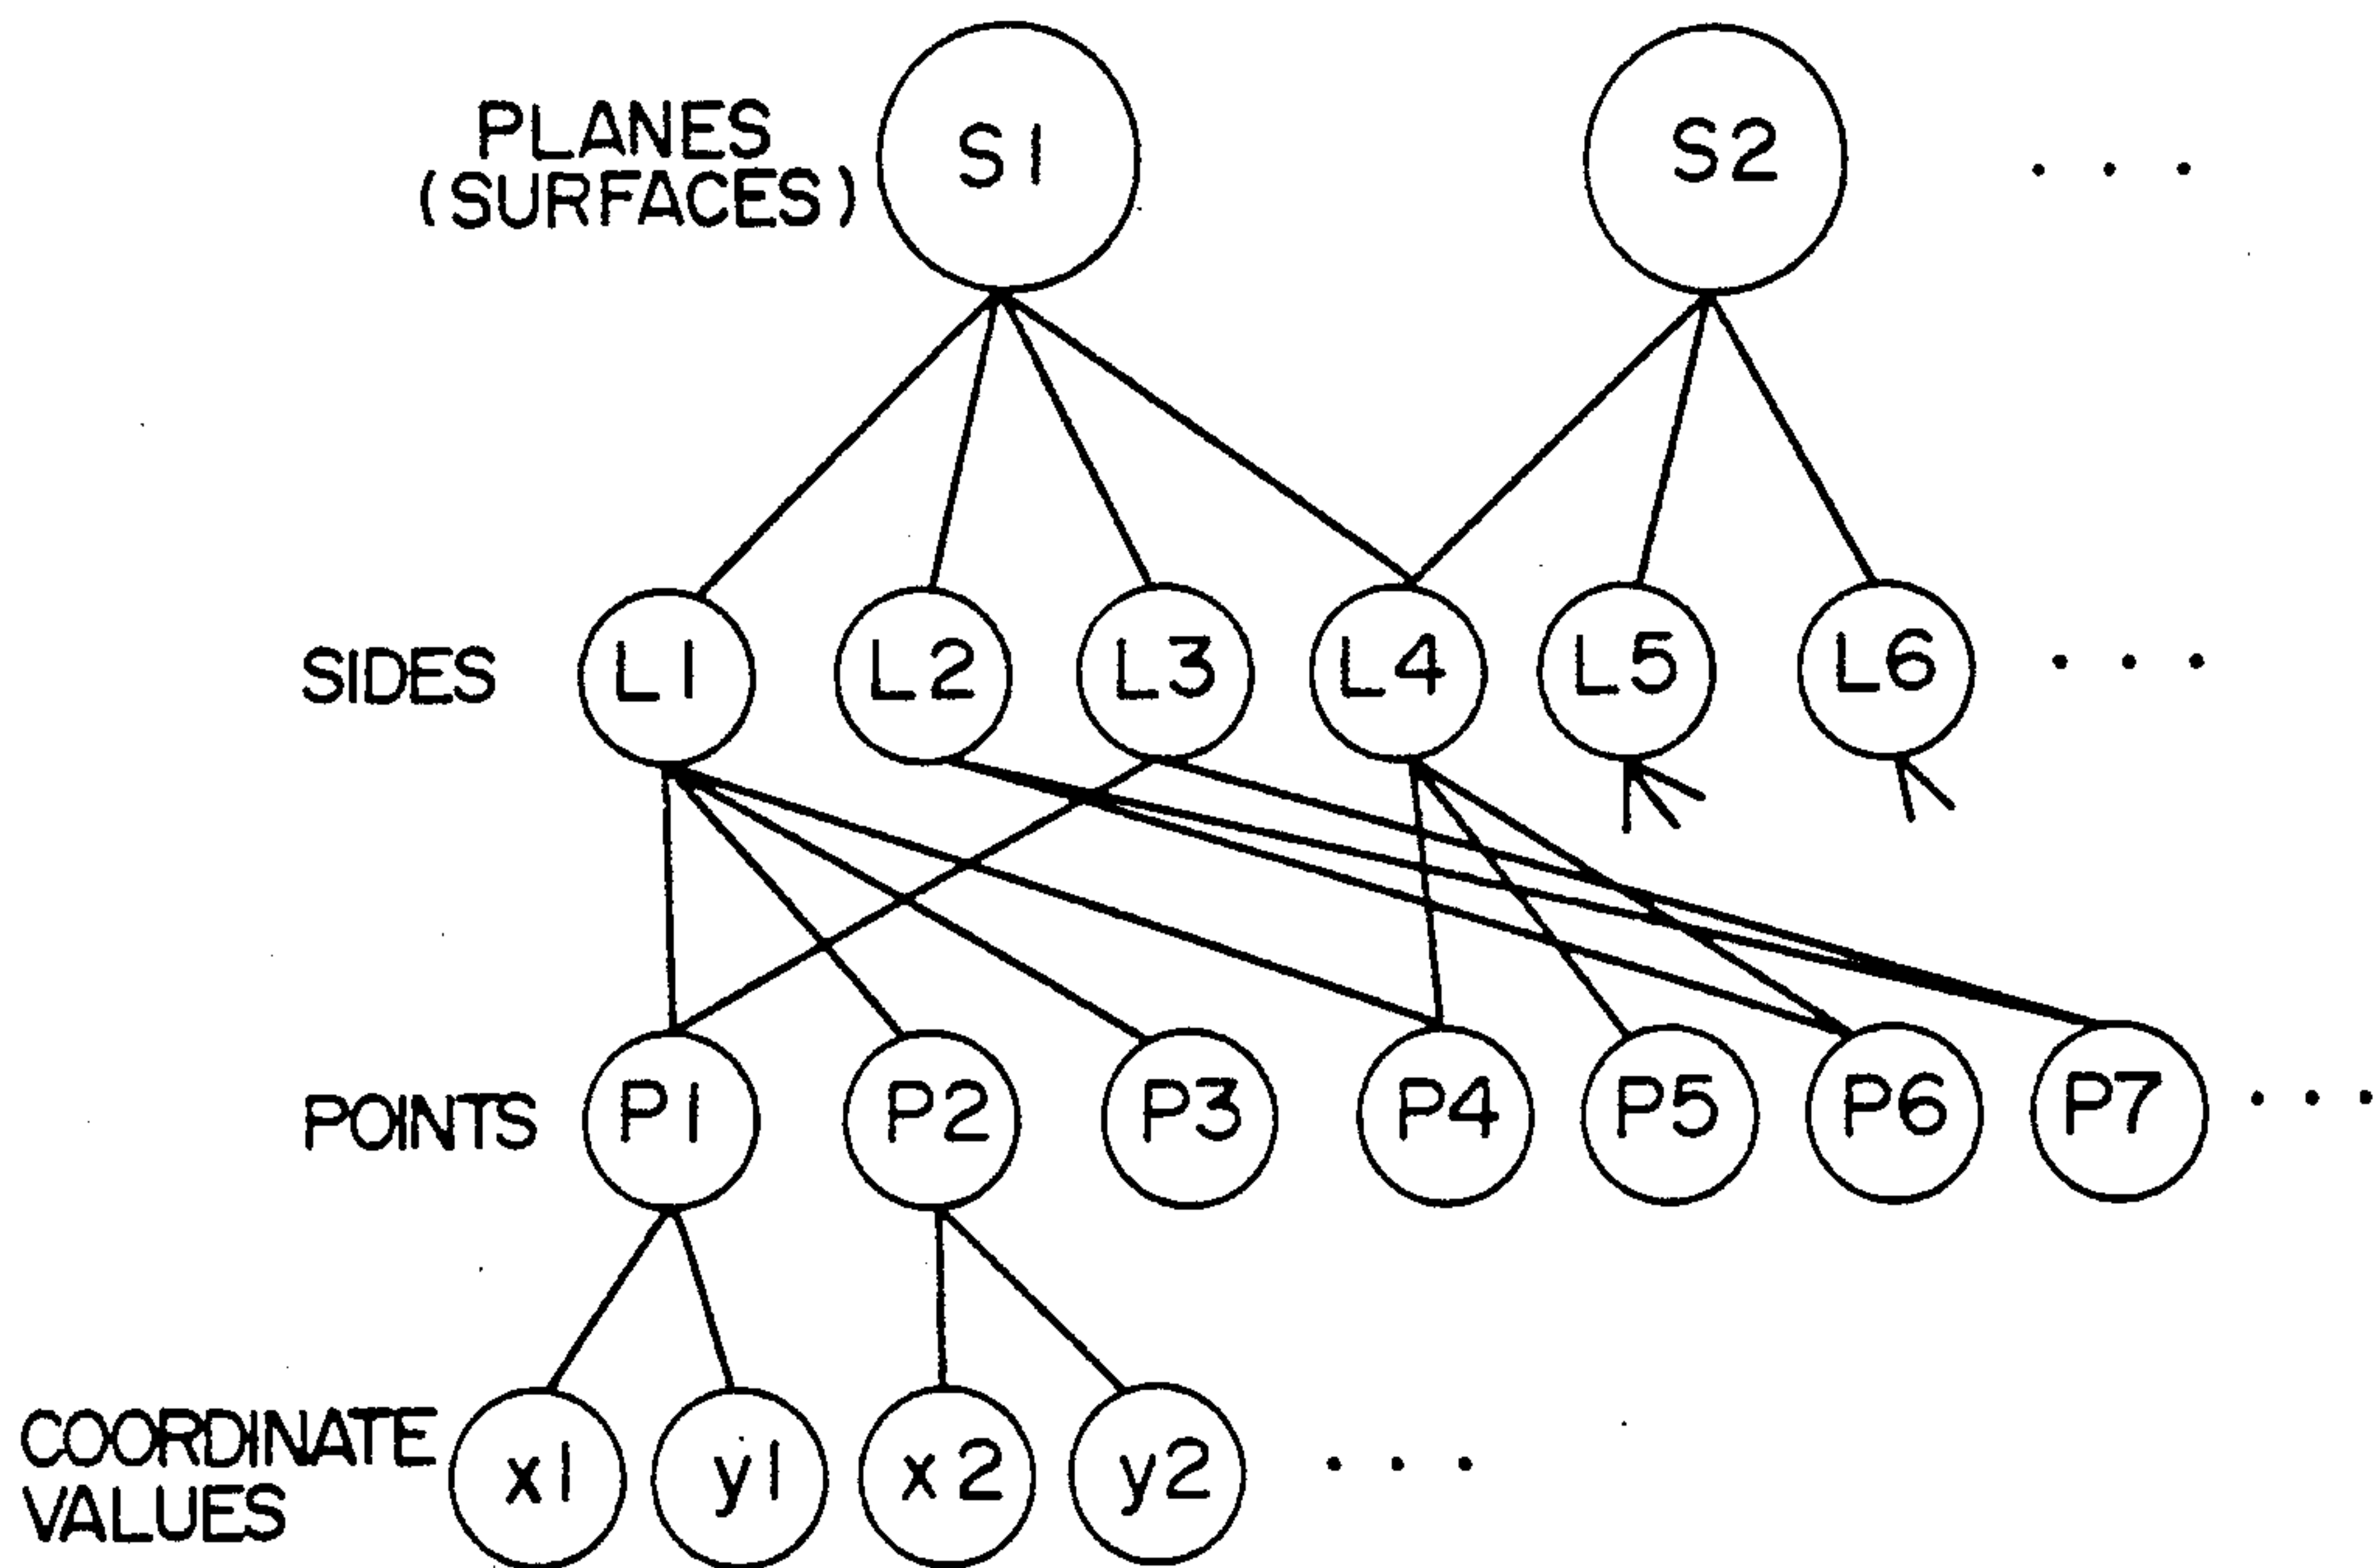 PLANES
(SURFACES)
S1
S2
. . .
SIDES
L1
L2
L3
L4
L5
L6
. . .
POINTS
P1
P2
P3
P4
P5
P6
P7
. . .
COORDINATE
VALUES
x1
y1
x2
y2
. . .